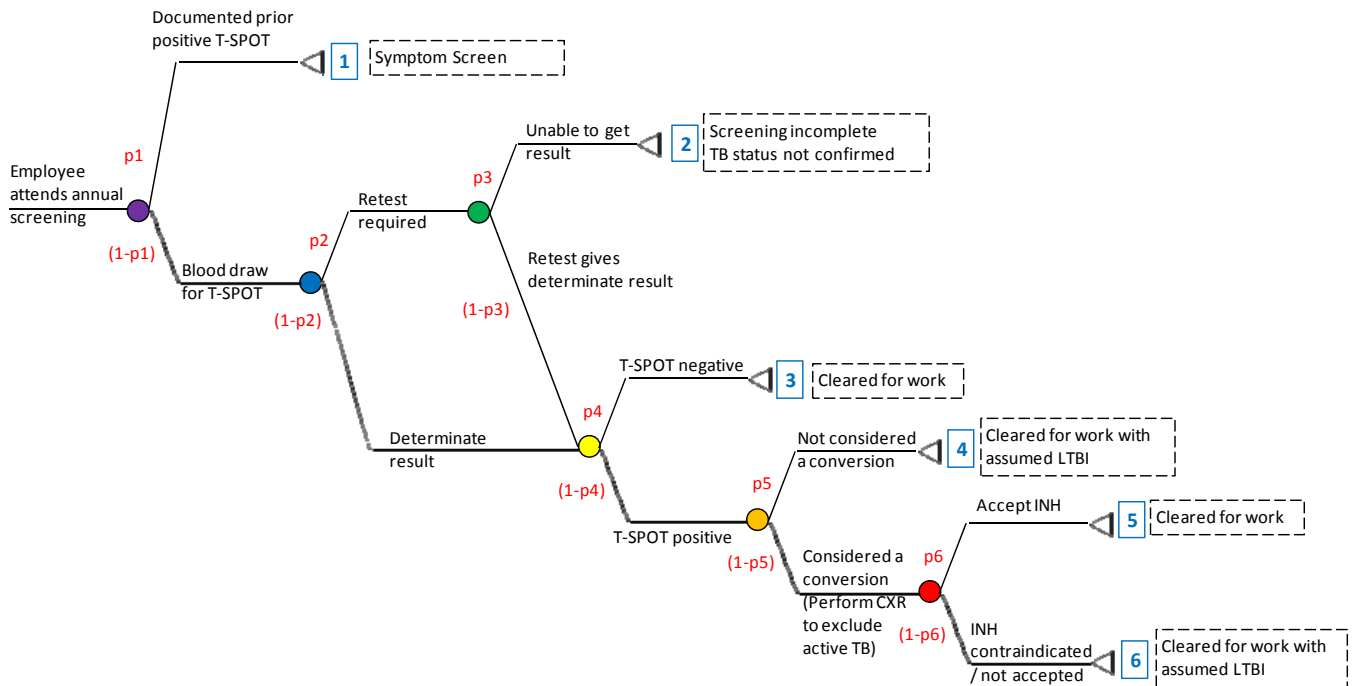 Documented prior
positive T-SPOT
1
Symptom Screen
p1
Employee
attends annual
screening
(1-p1)
Blood draw
for T-SPOT
p2
(1-p2)
Retest
required
p3
Unable to get
result
2
Screening incomplete
TB status not confirmed
Retest gives
determinate result
(1-p3)
Determinate
result
p4
(1-p4)
T-SPOT negative
3
Cleared for work
T-SPOT positive
p5
(1-p5)
Not considered
a conversion
4
Cleared for work with
assumed LTBI
Considered a
conversion
(Perform CXR
to exclude
active TB)
p6
(1-p6)
Accept INH
5
Cleared for work
INH
contraindicated
/ not accepted
6
Cleared for work with
assumed LTBI